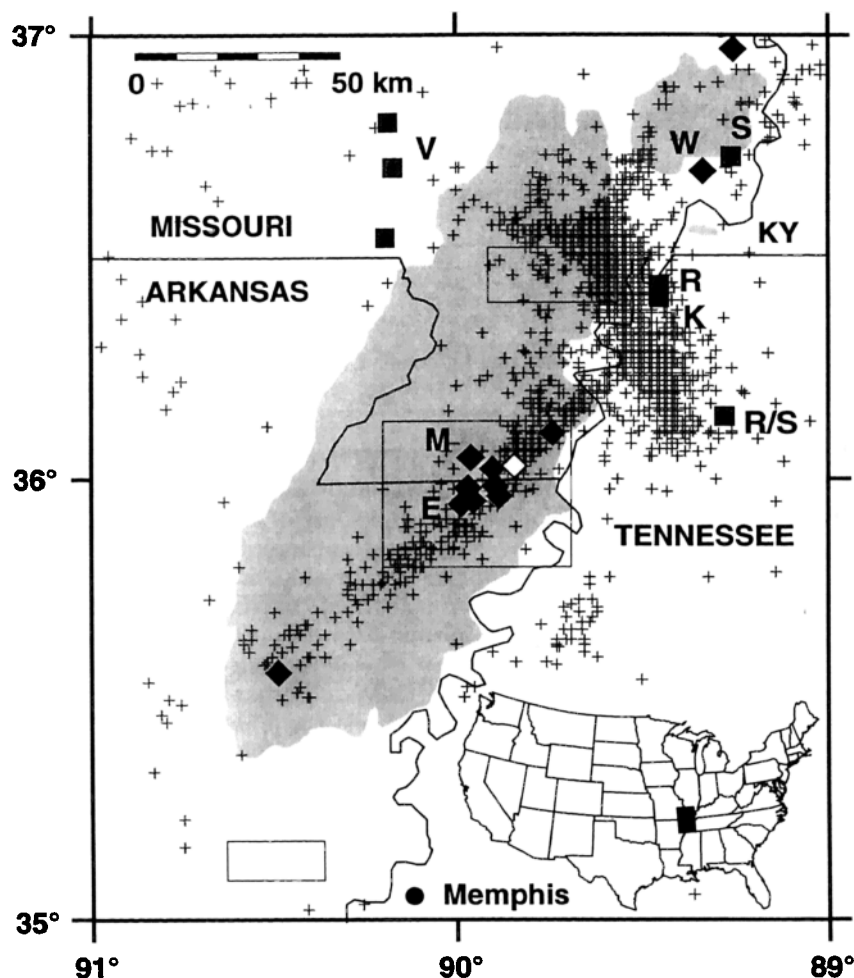 37°
0 50 km
S
W
V
MISSOURI
KY
ARKANSAS
R
K
R/S
M
36°
E
TENNESSEE
Memphis
35°
91° 90° 89°